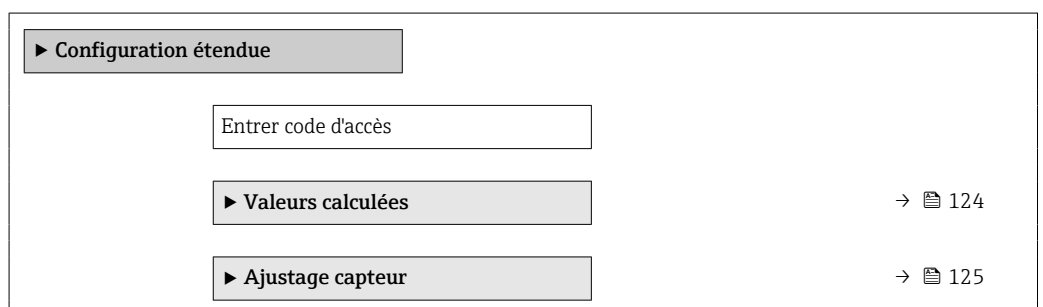 ▶ Configuration étendue
Entrer code d'accès
▶ Valeurs calculées → 124
▶ Ajustage capteur → 125